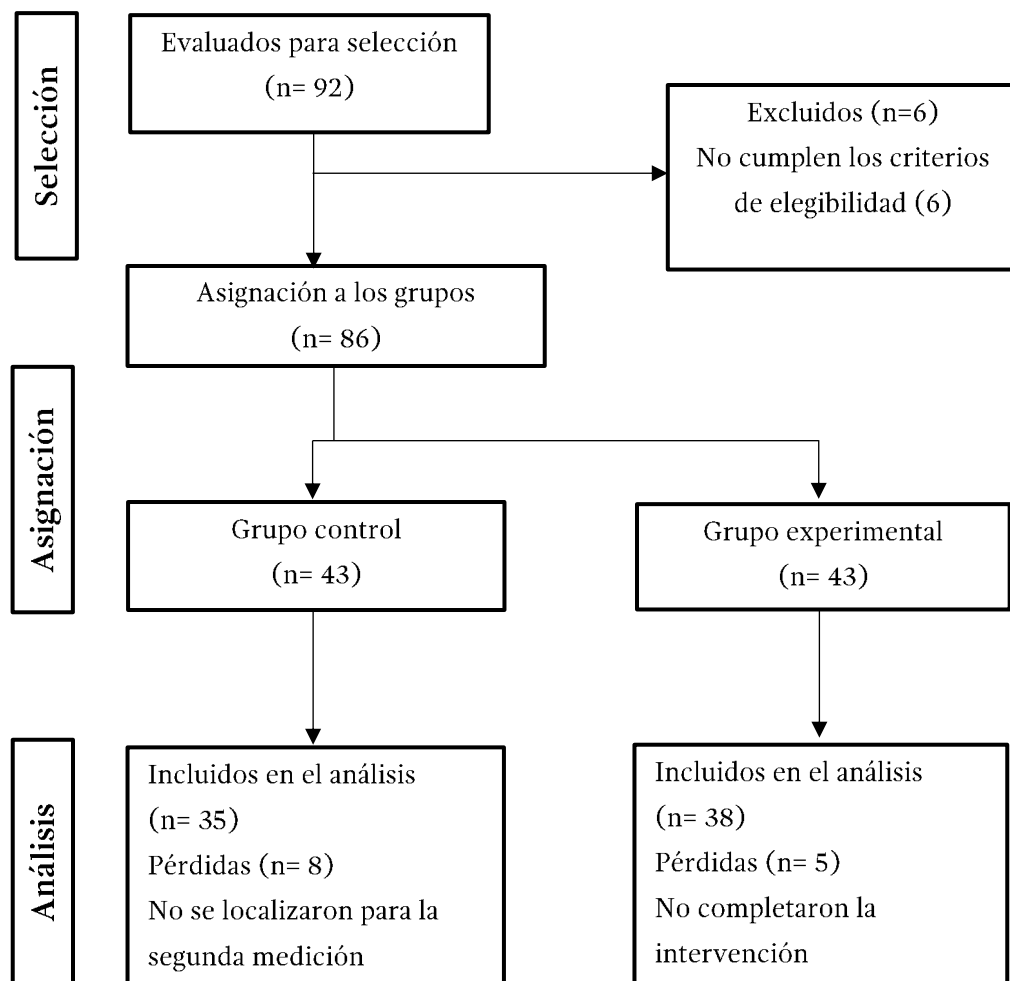 Selección
Evaluados para selección
(n= 92)
Excluidos (n=6)
No cumplen los criterios
de elegibilidad (6)
Asignación a los grupos
(n= 86)
Asignación
Grupo control
(n= 43)
Grupo experimental
(n= 43)
Análisis
Incluidos en el análisis
(n= 35)
Pérdidas (n= 8)
No se localizaron para la
segunda medición
Incluidos en el análisis
(n= 38)
Pérdidas (n= 5)
No completaron la
intervención